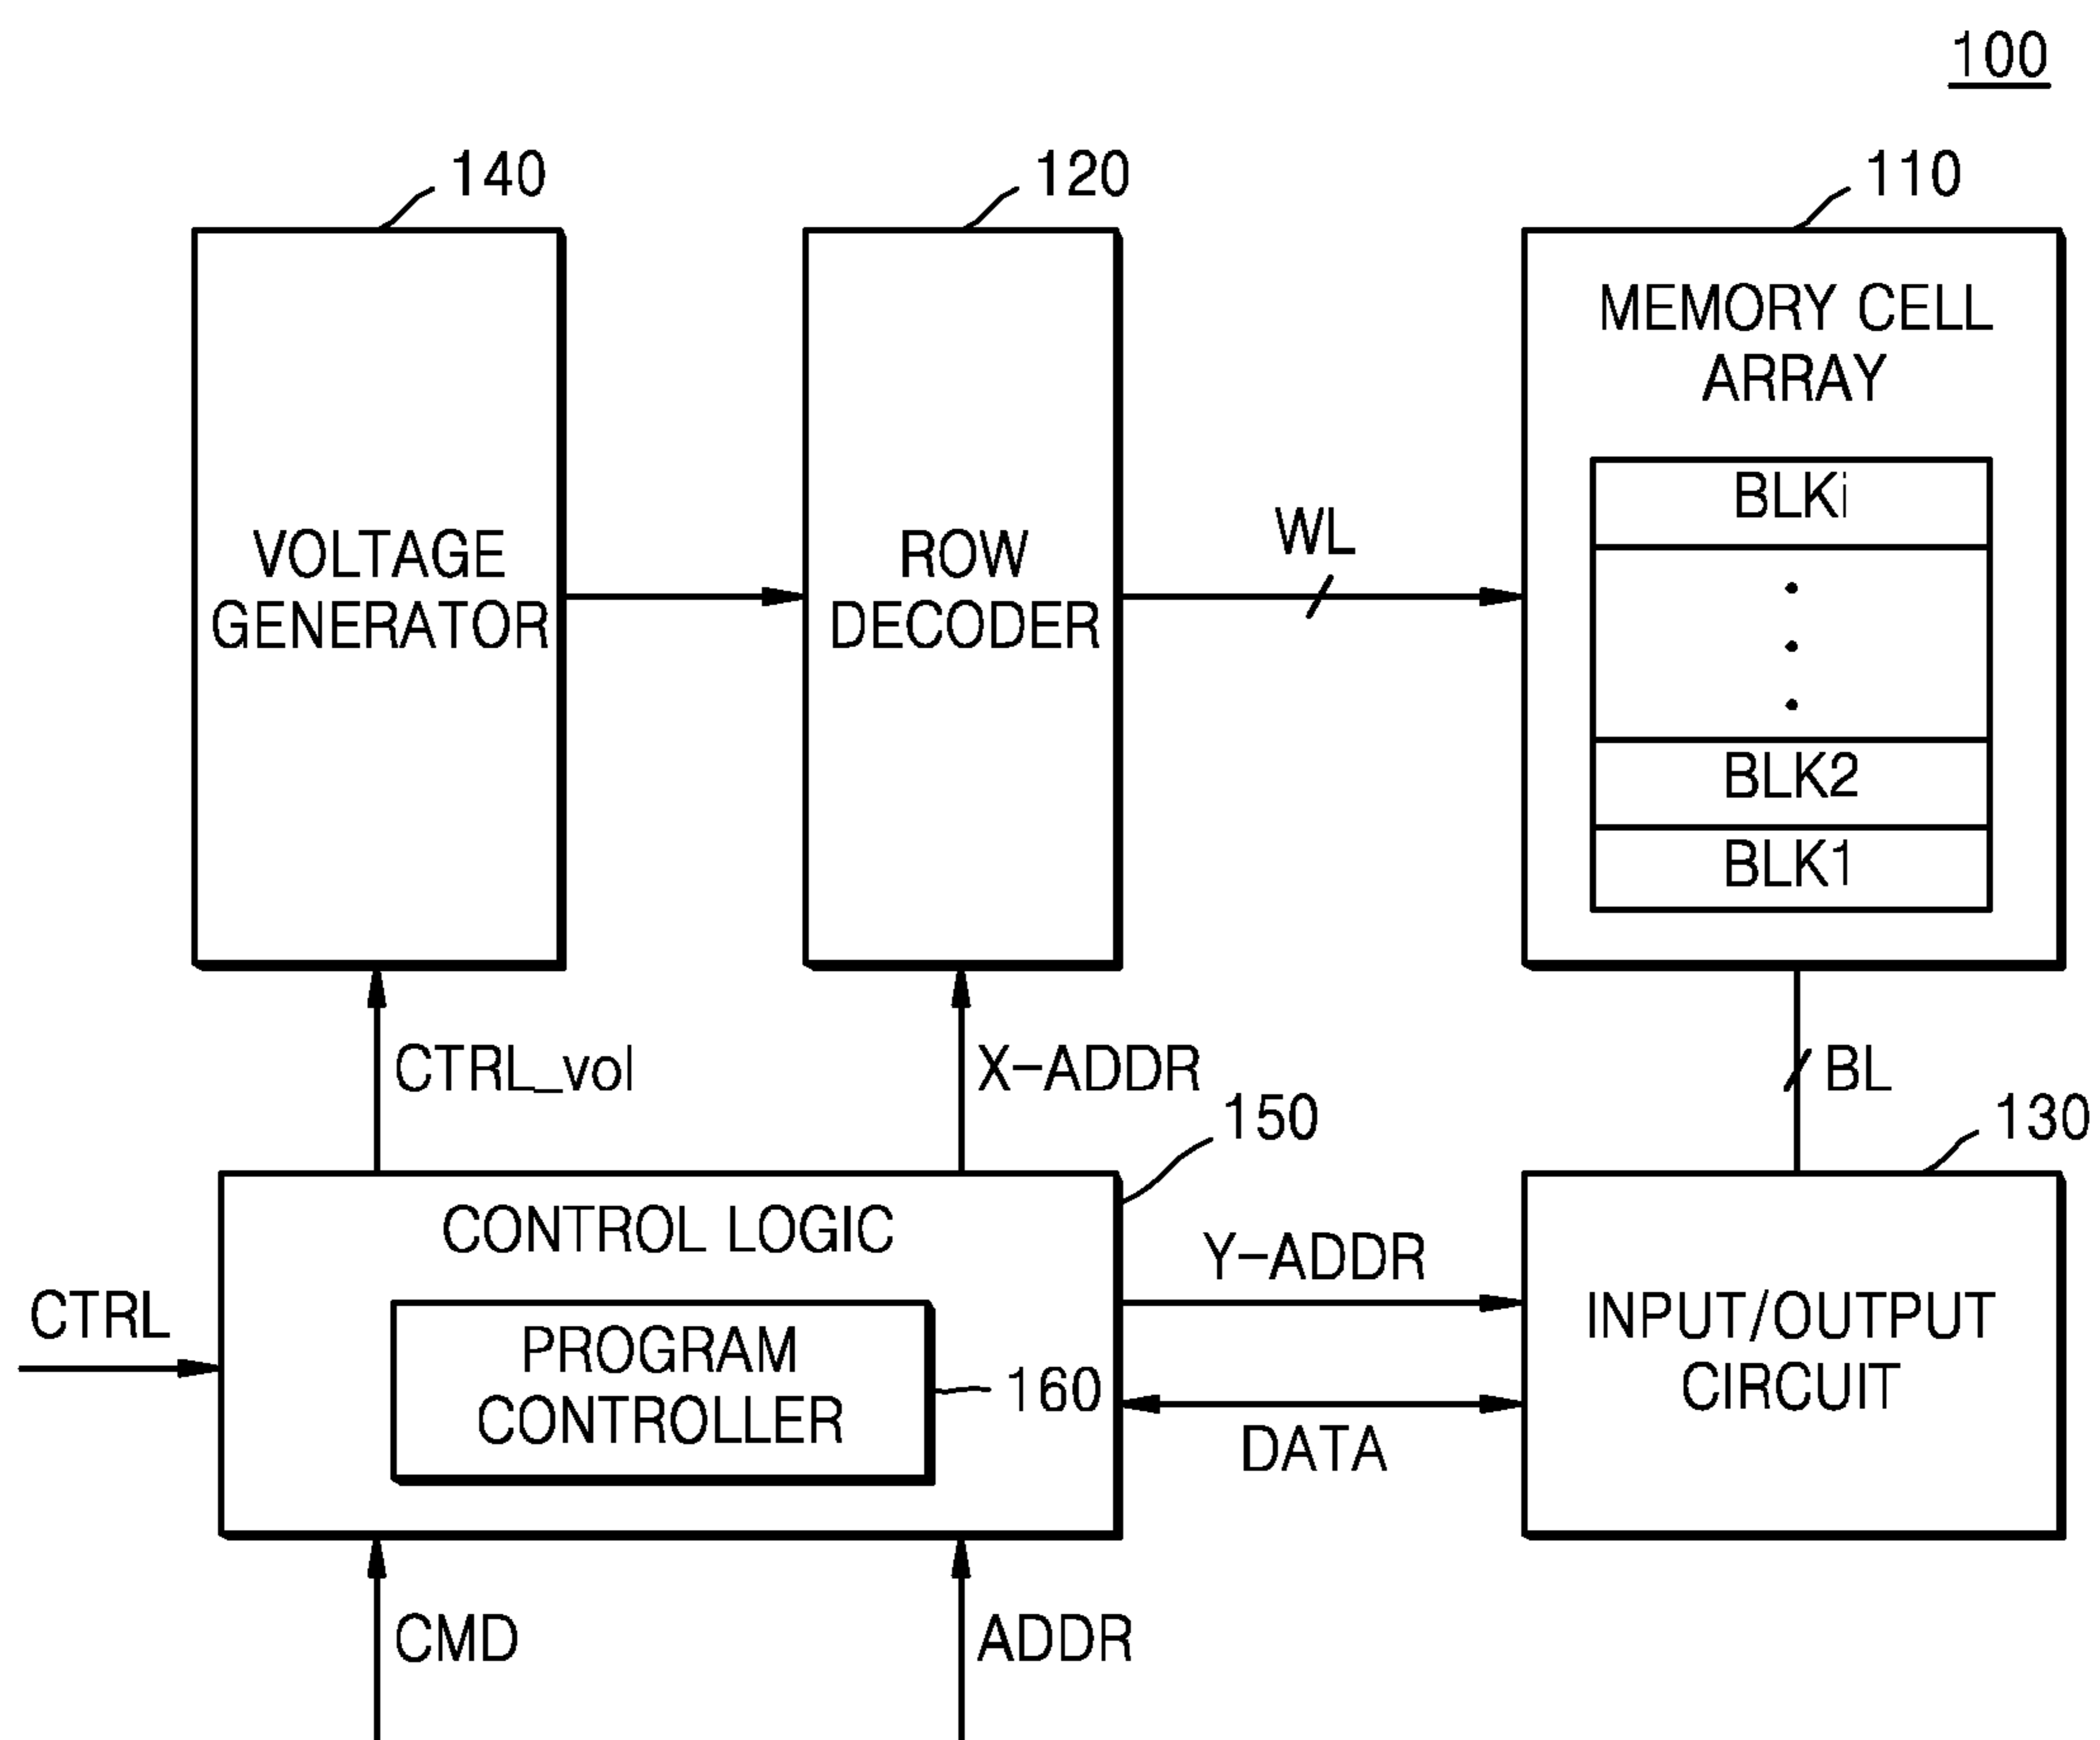 100
140
120
110
VOLTAGE
GENERATOR
ROW
DECODER
WL
MEMORY CELL
ARRAY
BLKi
BLK2
BLK1
CTRL_vol
X-ADDR
BL
150
130
CONTROL LOGIC
CTRL
PROGRAM
CONTROLLER
160
Y-ADDR
DATA
INPUT/OUTPUT
CIRCUIT
CMD
ADDR